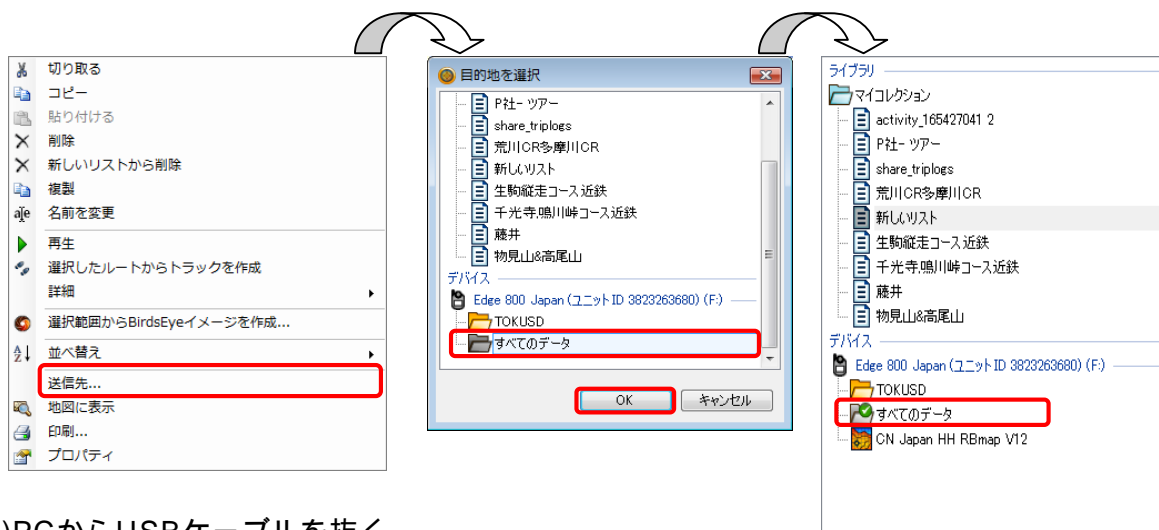 切り取る
コピー
貼り付ける
削除
新しいリストから削除
複製
名前を変更
再生
選択したルートからトラックを作成
詳細
選択範囲からBirdsEyeイメージを作成...
並べ替え
送信先...
地図に表示
印刷...
プロパティ
目的地を選択
P社- ツアー
share_triplogs
荒川CR多摩川CR
新しいリスト
生駒縦走コース近鉄
千光寺鳴川峠コース近鉄
藤井
物見山&高尾山
デバイス
Edge 800 Japan (ユニットID 3823263680) (F:)
TOKUSD
すべてのデータ
OK
キャンセル
ライブラリ
マイコレクション
activity_165427041 2
P社- ツアー
share_triplogs
荒川CR多摩川CR
新しいリスト
生駒縦走コース近鉄
千光寺鳴川峠コース近鉄
藤井
物見山&高尾山
デバイス
Edge 800 Japan (ユニットID 3823263680) (F:)
TOKUSD
すべてのデータ
CN Japan HH RBmap V12
)PCからUSBケーブルを抜く